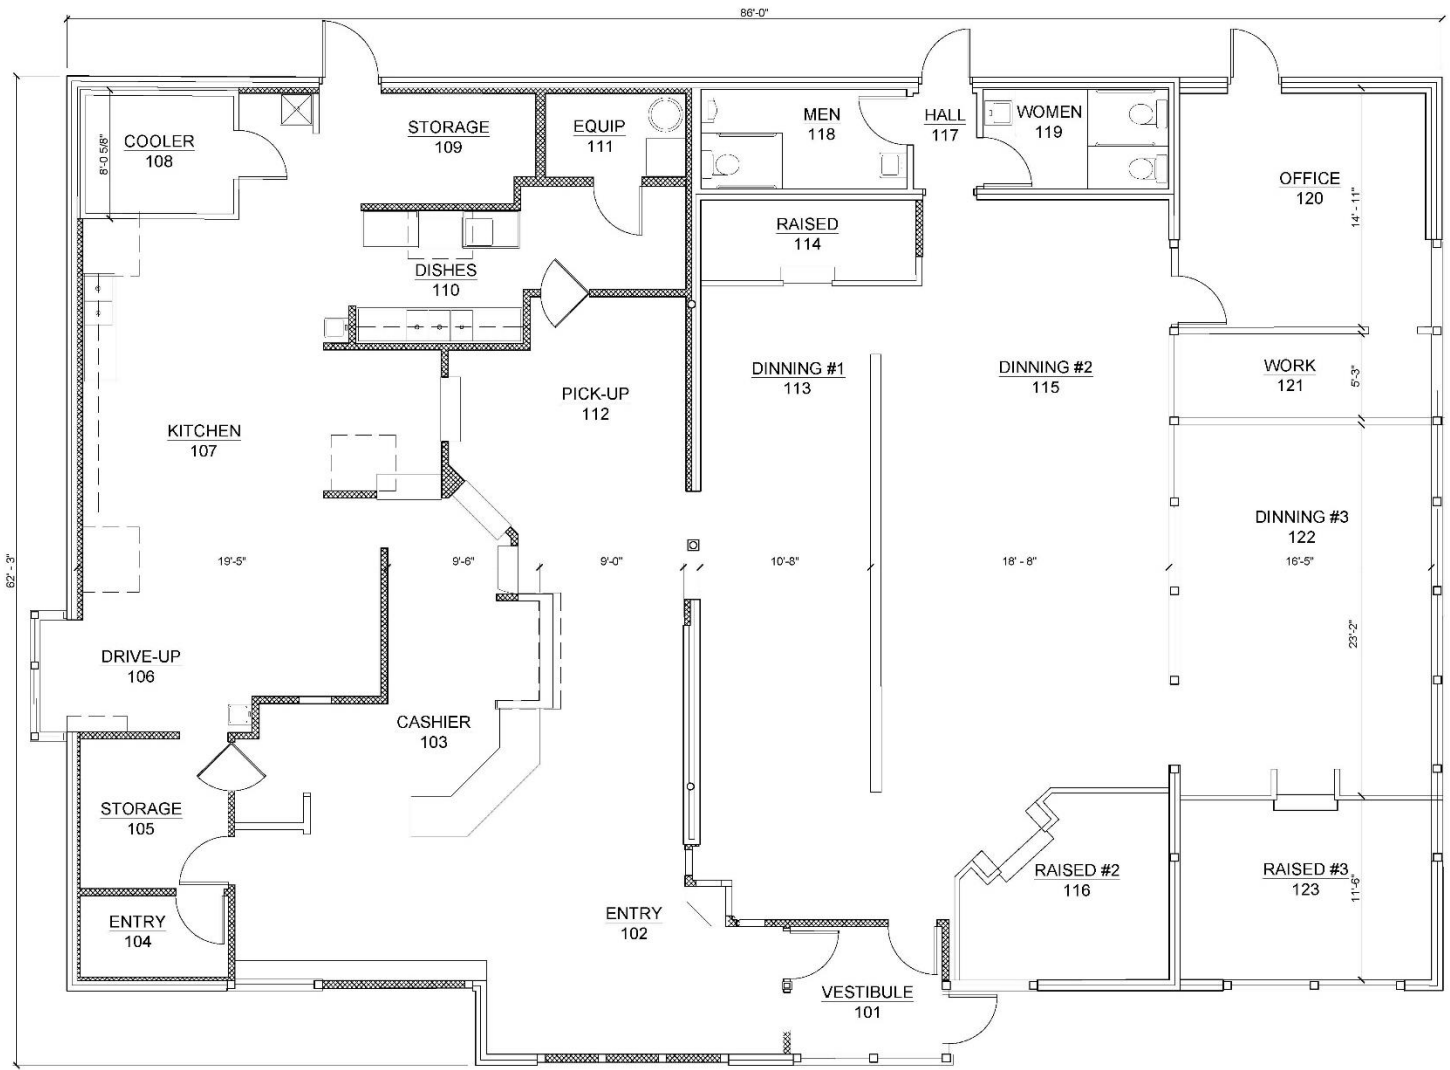 86'-0"
COOLER
108
8'-0 5/8"
STORAGE
109
EQUIP
111
MEN
118
HALL
117
WOMEN
119
OFFICE
120
14' - 11"
RAISED
114
DISHES
110
DINNING #1
113
DINNING #2
115
WORK
121
5'-3"
PICK-UP
112
KITCHEN
107
DINNING #3
122
62' - 3"
19'-5"
9'-6"
9'-0"
10'-8"
18' - 8"
16'-5"
23'-2"
DRIVE-UP
106
CASHIER
103
STORAGE
105
RAISED #2
116
RAISED #3
123
11'-6"
ENTRY
104
ENTRY
102
VESTIBULE
101